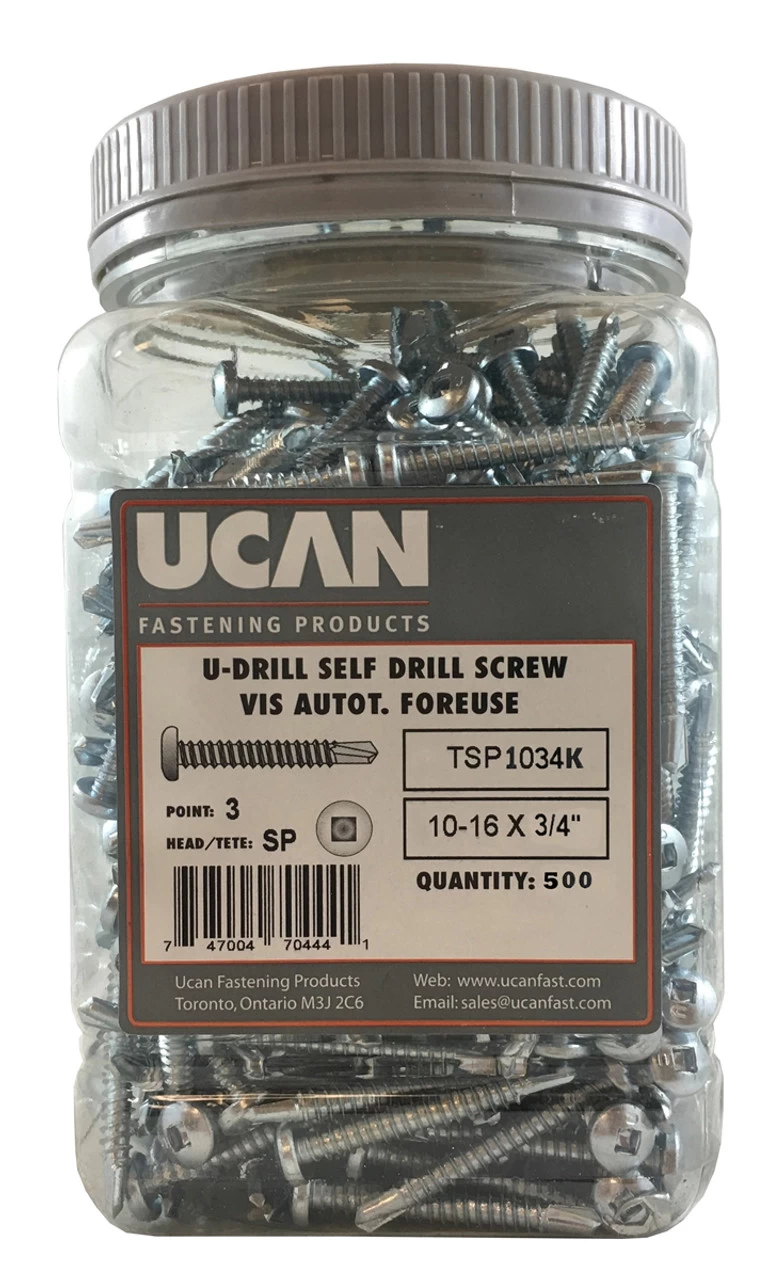 UCAN
FASTENING PRODUCTS
U-DRILL SELF DRILL SCREW
VIS AUTOT. FOREUSE
TSP1034K
POINT: 3
10-16 X 3/4"
HEAD/TETE: SP
QUANTITY: 500
7 47004 70444 1
Ucan Fastening Products
Toronto, Ontario M3J 2C6
Web: www.ucanfast.com
Email: sales@ucanfast.com